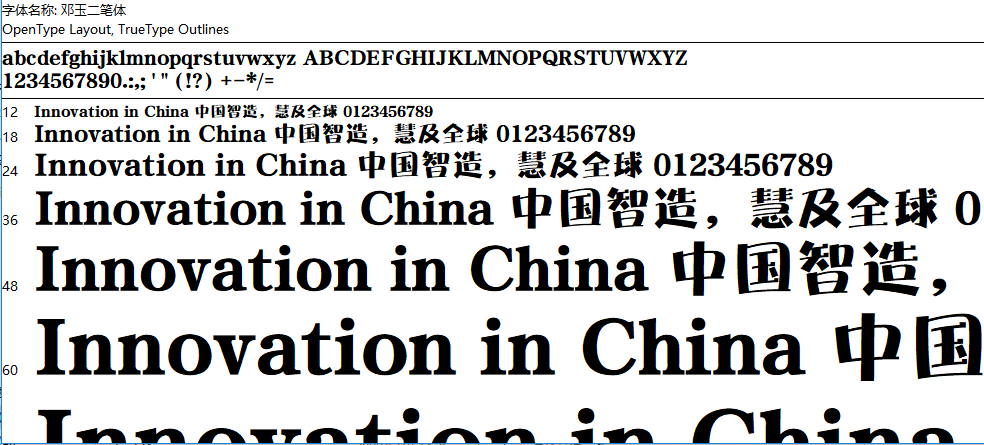 字体名称: 邓玉二笔体
OpenType Layout, TrueType Outlines
abcdefghijklmnopqrstuvwxyz ABCDEFGHIJKLMNOPQRSTUVWXYZ
1234567890.:,; ' " (!?) +-*/=
12 Innovation in China 中国智造，慧及全球 0123456789
18 Innovation in China 中国智造，慧及全球 0123456789
24 Innovation in China 中国智造，慧及全球 0123456789
36 Innovation in China 中国智造，慧及全球 0
48 Innovation in China 中国智造，
60 Innovation in China 中国
Innovation in China